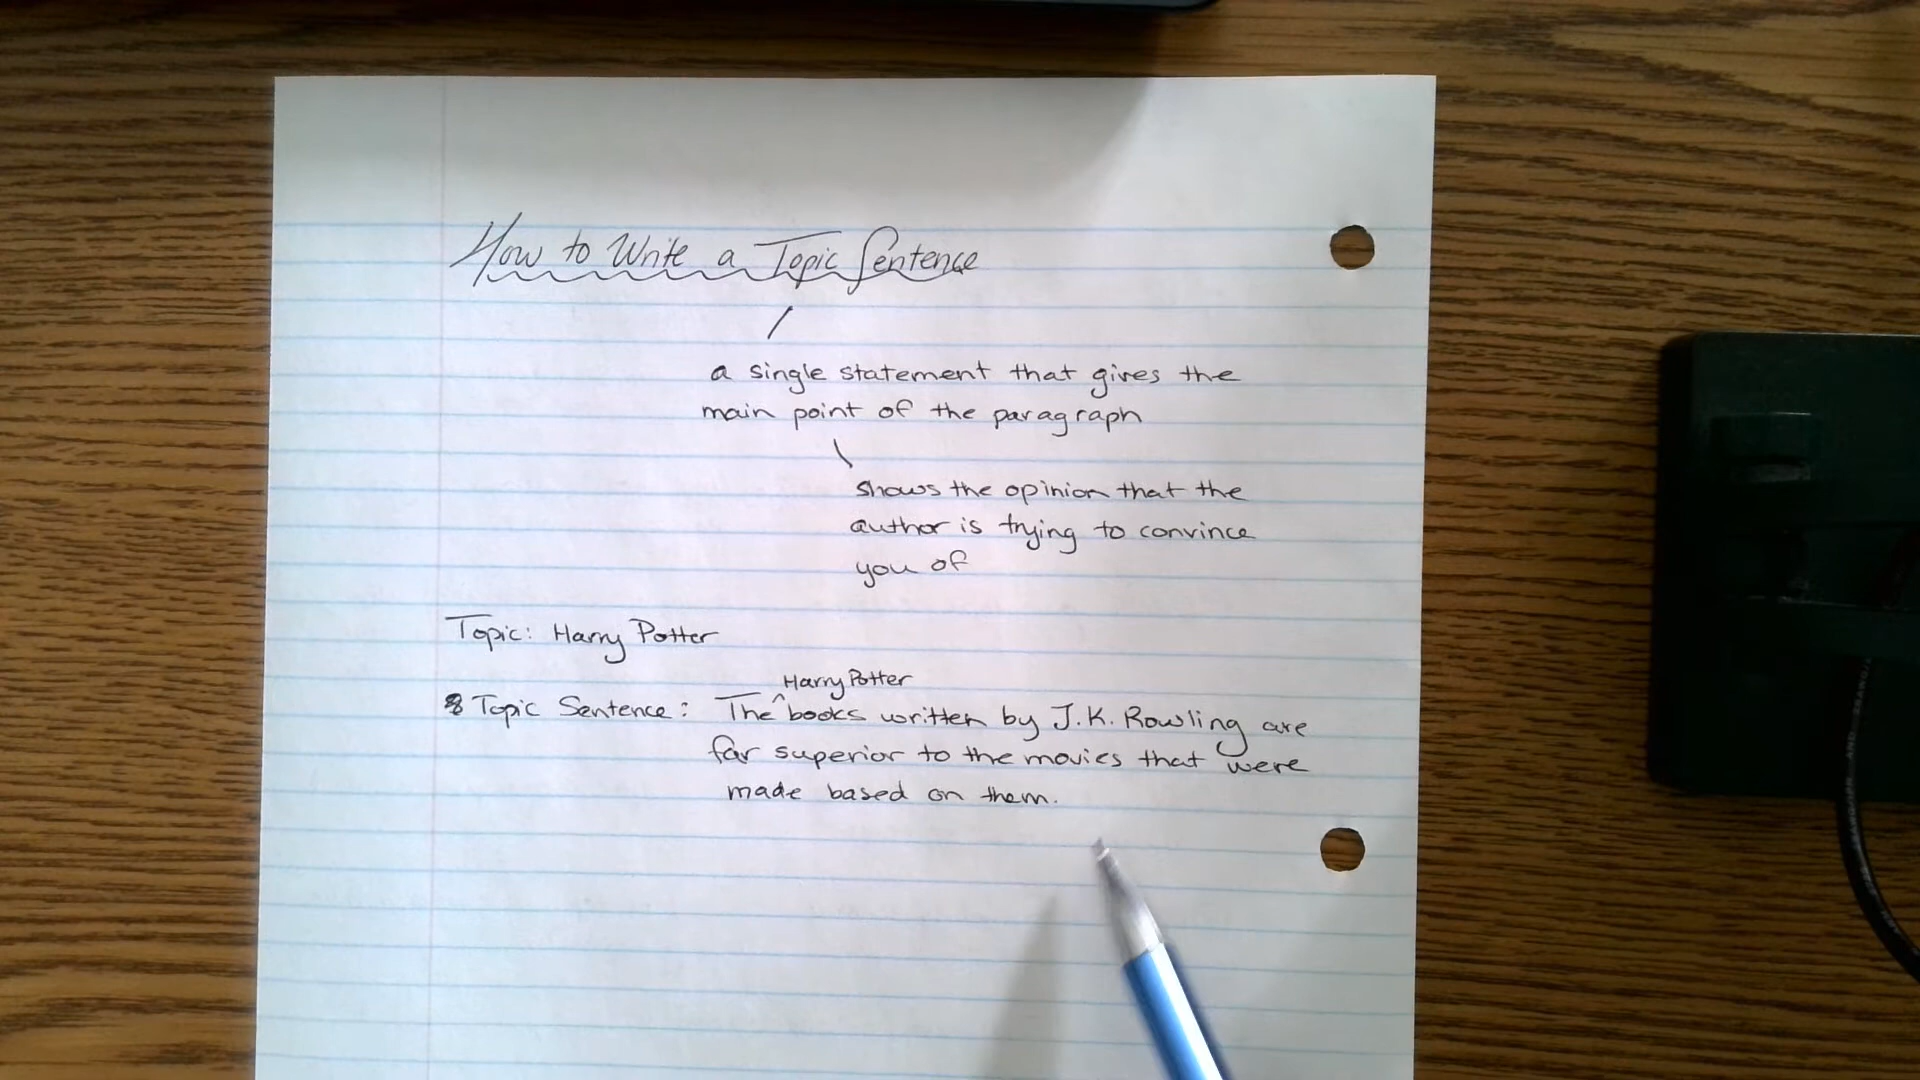 How to Write a Topic Sentence
a single statement that gives the
main point of the paragraph
shows the opinion that the
author is trying to convince
you of
Topic: Harry Potter
Harry Potter
Topic Sentence: The ^ books written by J.K. Rowling are
far superior to the movies that were
made based on them.